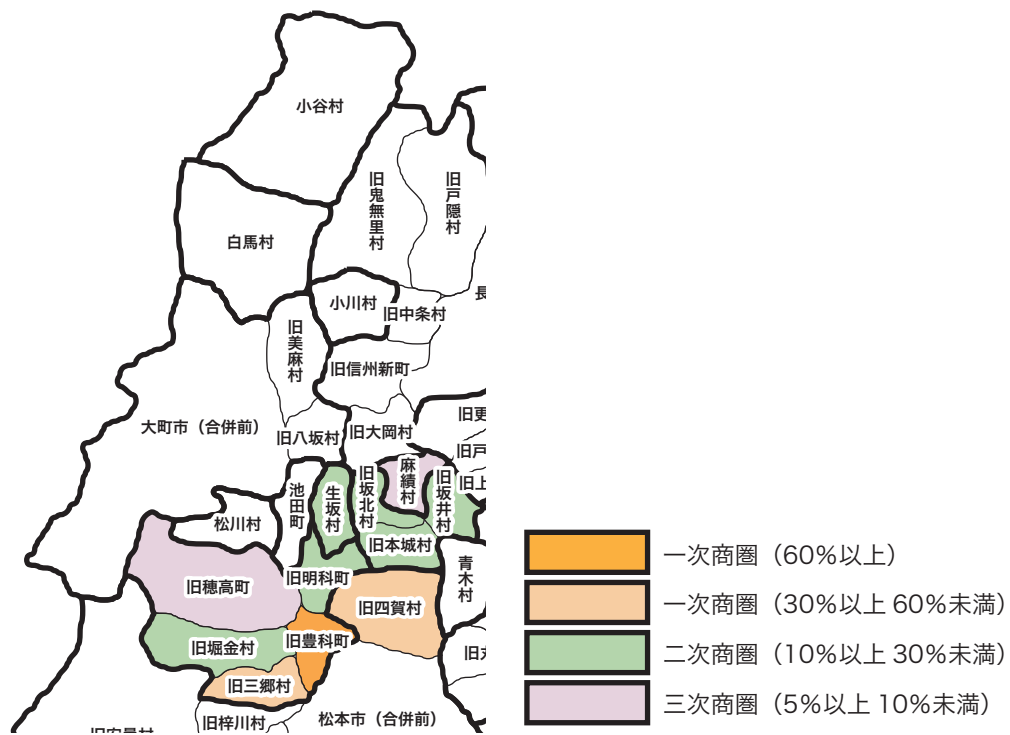 小谷村
旧鬼無里村
旧戸隠村
白馬村
長
小川村
旧中条村
旧美麻村
旧信州新町
旧更
大町市（合併前）
旧八坂村
旧大岡村
旧戸
旧坂北村
麻績村
旧坂井村
旧上
池田町
生坂村
松川村
旧本城村
青木村
旧明科町
旧穂高町
旧四賀村
旧豊科町
旧堀金村
旧三郷村
旧梓川村
松本市（合併前）
一次商圏（60％以上）
一次商圏（30％以上 60％未満）
二次商圏（10％以上 30％未満）
三次商圏（5％以上 10％未満）